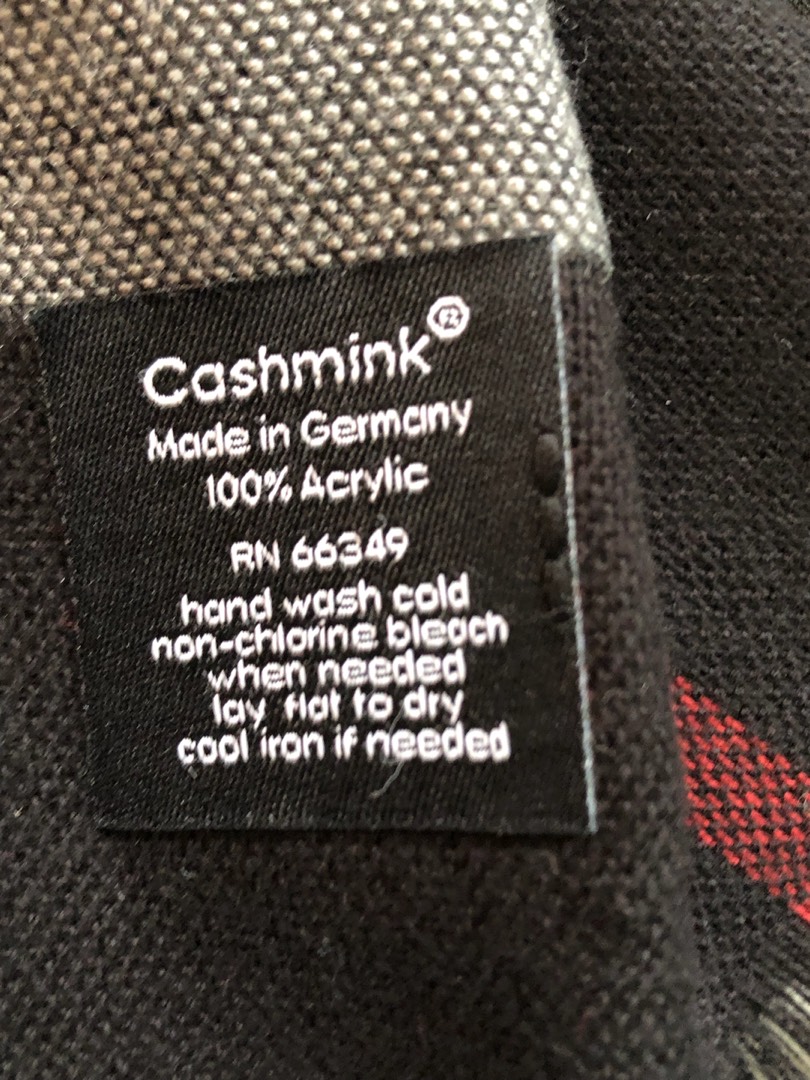 Cashmink®
Made in Germany
100% Acrylic
RN 66349
hand wash cold
non-chlorine bleach
when needed
lay flat to dry
cool iron if needed